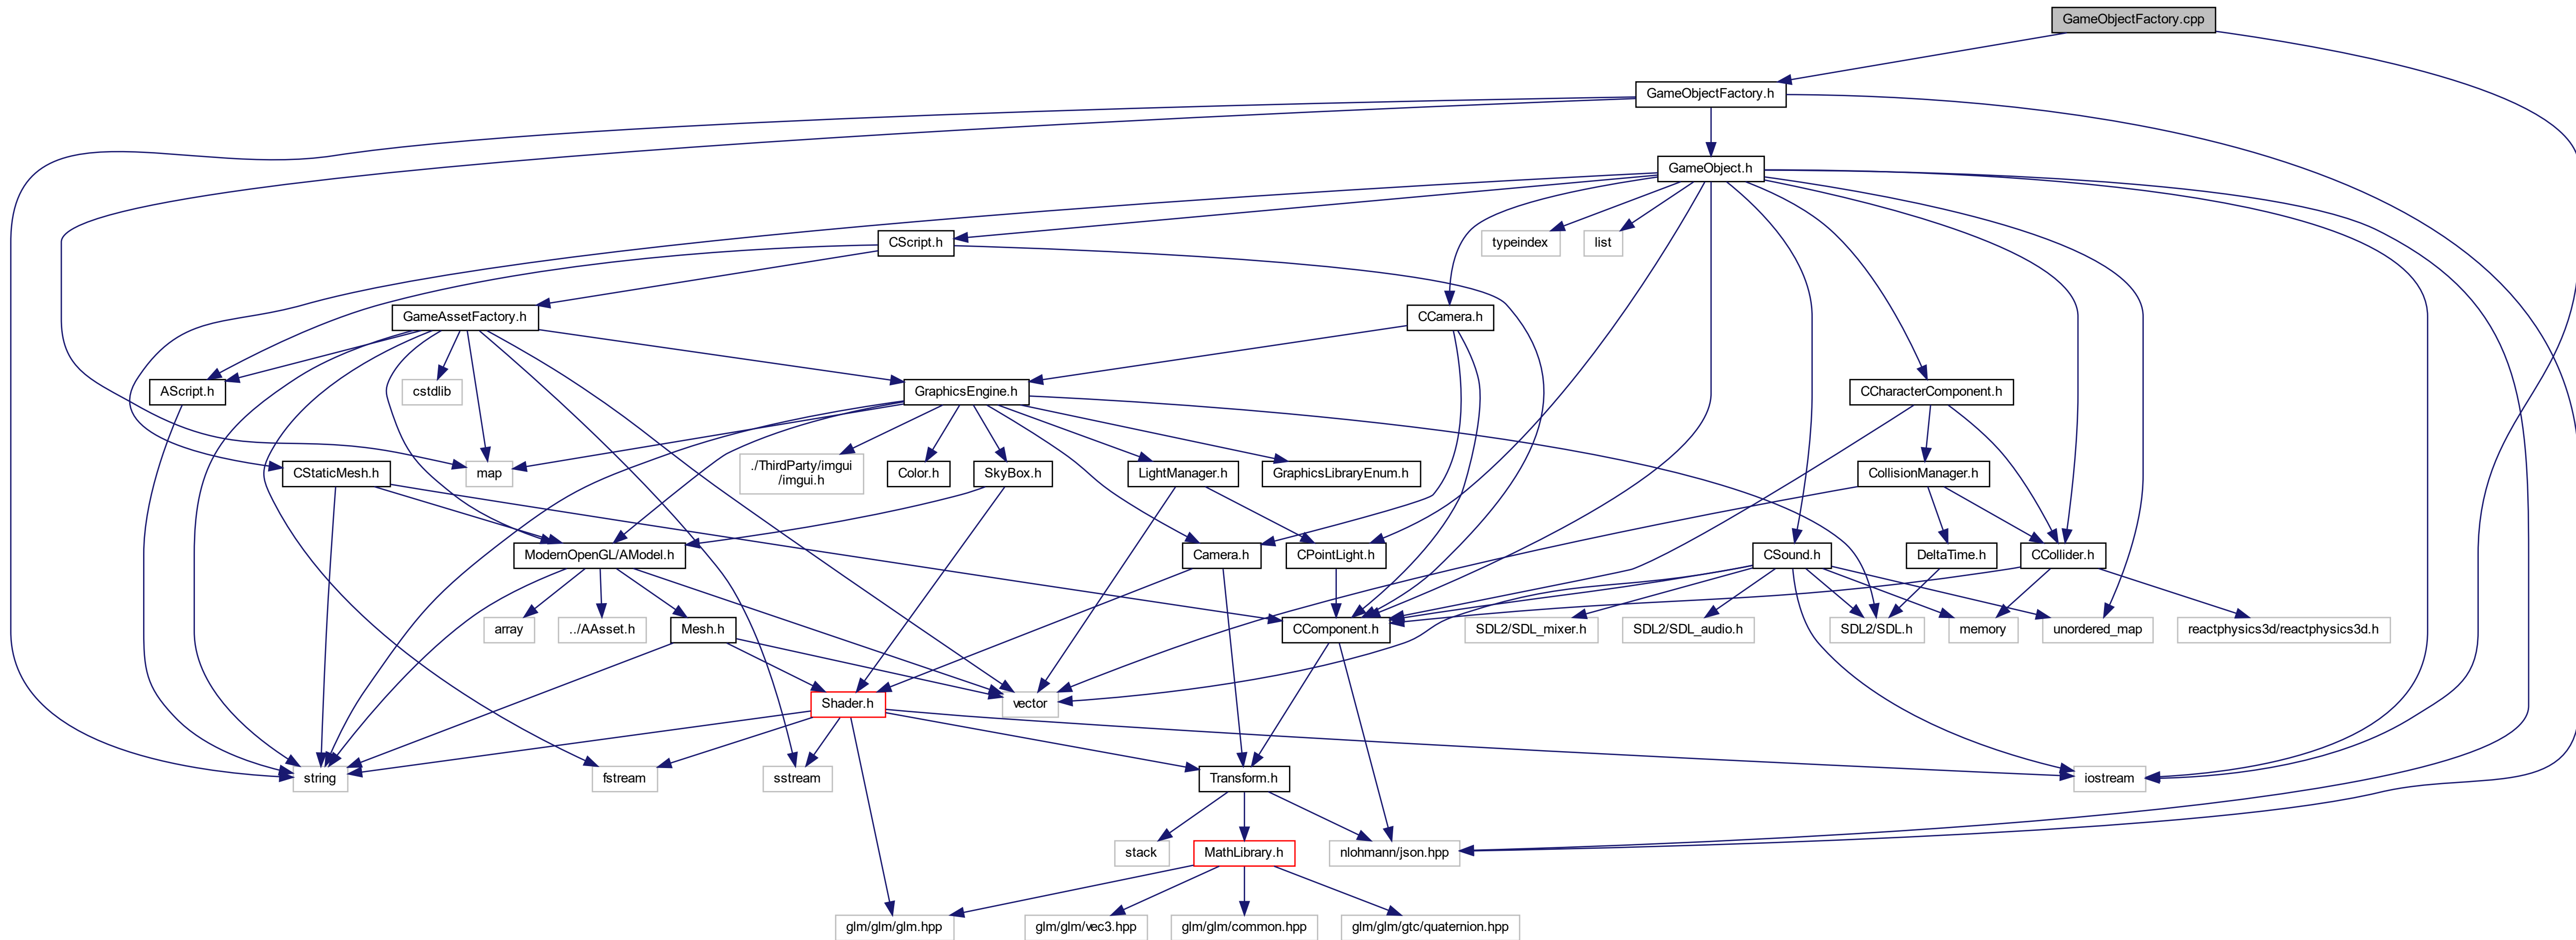 GameObjectFactory.cpp
GameObjectFactory.h
GameObject.h
CScript.h
typeindex
list
GameAssetFactory.h
CCamera.h
AScript.h
cstdlib
GraphicsEngine.h
CCharacterComponent.h
CStaticMesh.h
map
./ThirdParty/imgui
/imgui.h
Color.h
SkyBox.h
LightManager.h
GraphicsLibraryEnum.h
CollisionManager.h
ModernOpenGL/AModel.h
Camera.h
CPointLight.h
CSound.h
DeltaTime.h
CCollider.h
array
../AAsset.h
Mesh.h
CComponent.h
SDL2/SDL_mixer.h
SDL2/SDL_audio.h
SDL2/SDL.h
memory
unordered_map
reactphysics3d/reactphysics3d.h
Shader.h
vector
string
fstream
sstream
Transform.h
iostream
stack
MathLibrary.h
nlohmann/json.hpp
glm/glm/glm.hpp
glm/glm/vec3.hpp
glm/glm/common.hpp
glm/glm/gtc/quaternion.hpp